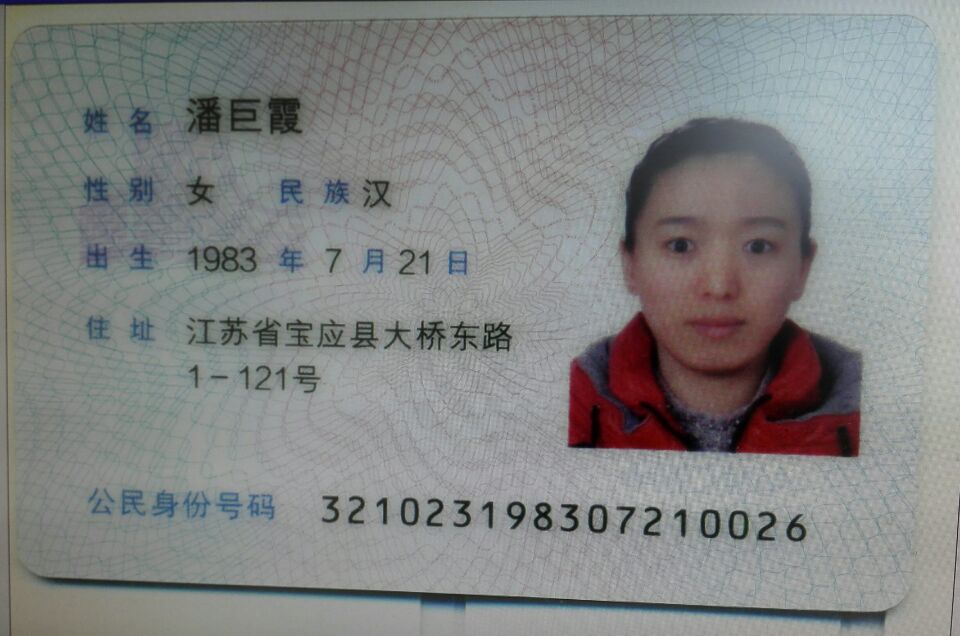 姓名 潘巨霞
性别 女 民族 汉
出生 1983 年 7 月 21 日
住址 江苏省宝应县大桥东路
1-121号
公民身份号码 321023198307210026